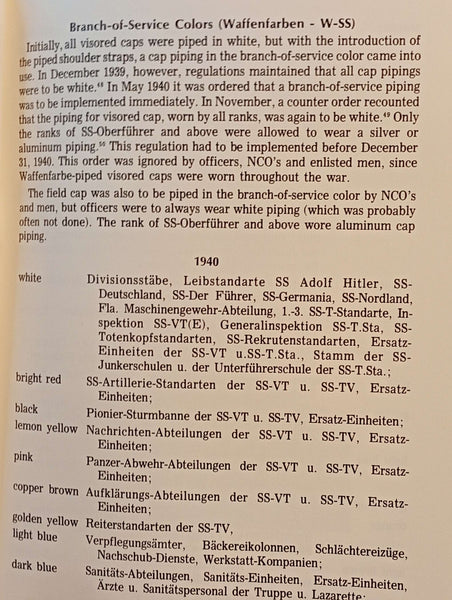 Branch-of-Service Colors (Waffenfarben - W-SS)
Initially, all visored caps were piped in white, but with the introduction of
the piped shoulder straps, a cap piping in the branch-of-service color came into
use. In December 1939, however, regulations maintained that all cap pipings
were to be white.⁴⁸ In May 1940 it was ordered that a branch-of-service piping
was to be implemented immediately. In November, a counter order recounted
that the piping for visored cap, worn by all ranks, was again to be white.⁴⁹ Only
the ranks of SS-Oberführer and above were allowed to wear a silver or
aluminum piping.⁵⁰ This regulation had to be implemented before December
31, 1940. This order was ignored by officers, NCO's and enlisted men, since
Waffenfarbe-piped visored caps were worn throughout the war.
The field cap was also to be piped in the branch-of-service color by NCO's
and men, but officers were to always wear white piping (which was probably
often not done). The rank of SS-Oberführer and above wore aluminum cap
piping.
1940
white Divisionsstäbe, Leibstandarte SS Adolf Hitler, SS-
Deutschland, SS-Der Führer, SS-Germania, SS-Nordland,
Fla. Maschinengewehr-Abteilung, 1.-3. SS-T-Standarte, In-
spektion SS-VT(E), Generalinspektion SS-T.Sta, SS-
Totenkopfstandarten, SS-Rekrutenstandarten, Ersatz-
Einheiten der SS-VT u.SS-T.Sta., Stamm der SS-
Junkerschulen u. der Unterführerschule der SS-T.Sta.;
bright red SS-Artillerie-Standarten der SS-VT u. SS-TV, Ersatz-
Einheiten;
black Pionier-Sturmbanne der SS-VT u. SS-TV, Ersatz-Einheiten;
lemon yellow Nachrichten-Abteilungen der SS-VT u. SS-TV, Ersatz-
Einheiten;
pink Panzer-Abwehr-Abteilungen der SS-VT u. SS-TV, Ersatz-
Einheiten;
copper brown Aufklärungs-Abteilungen der SS-VT u. SS-TV, Ersatz-
Einheiten;
golden yellow Reiterstandarten der SS-TV,
light blue Verpflegungsämter, Bäckereikolonnen, Schlächtereizüge,
Nachschub-Dienste, Werkstatt-Kompanien;
dark blue Sanitäts-Abteilungen, Sanitäts-Einheiten, Ersatz-Einheiten,
Ärzte u. Sanitätspersonal der Truppe u. Lazarette;